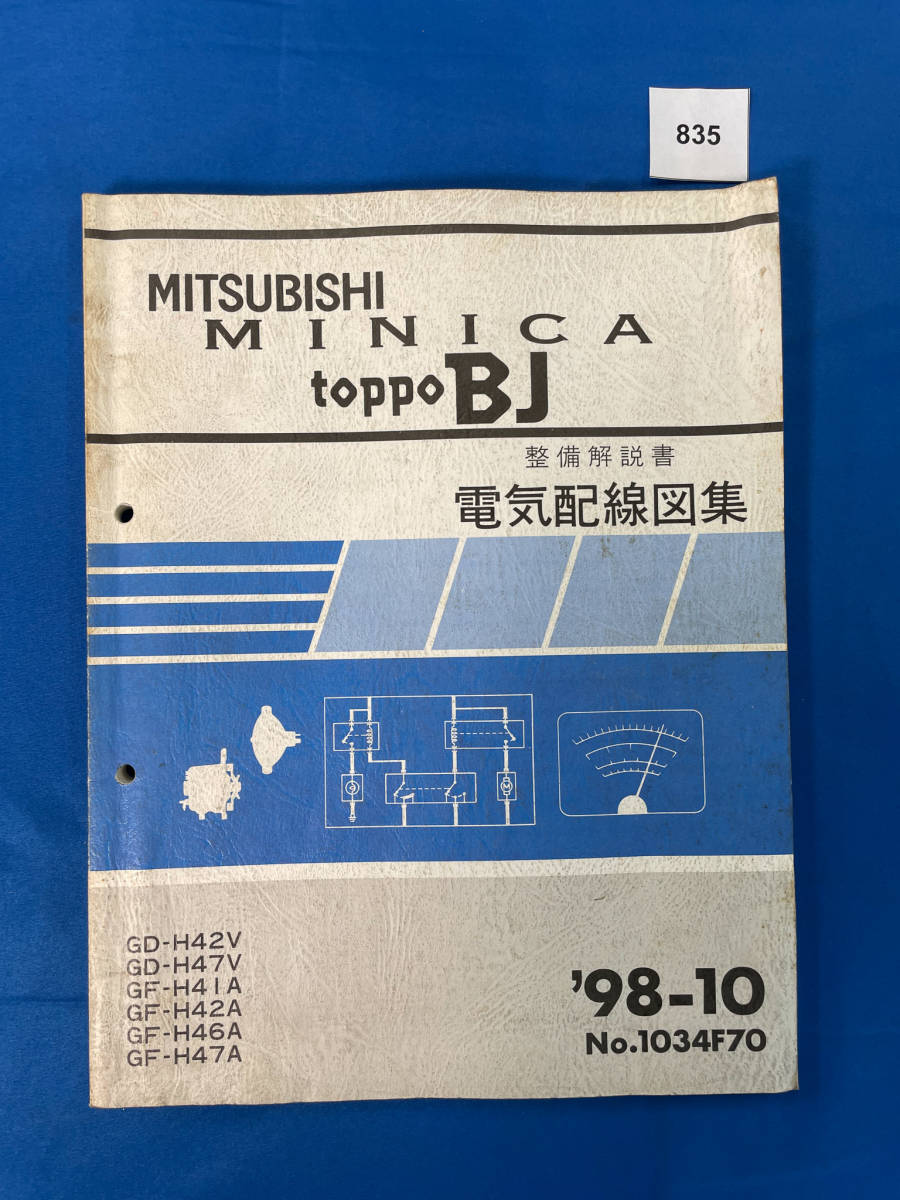 835
MITSUBISHI
MINICA
toppo BJ
整備解説書
電気配線図集
GD-H42V
GD-H47V
GF-H41A
GF-H42A
GF-H46A
GF-H47A
'98-10
No.1034F70